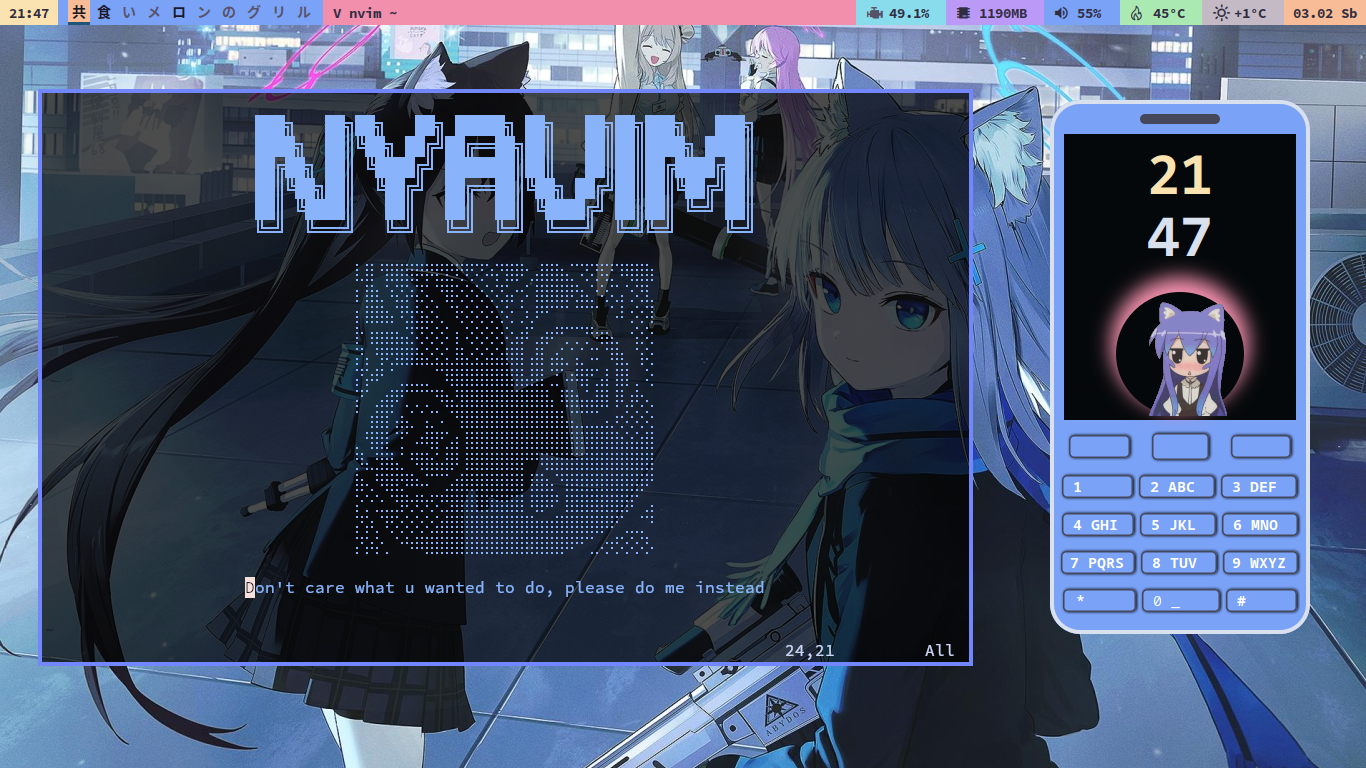 21:47 共 食 い メ ロ ン の グ リ ル V nvim ~ 49.1% 1190MB 55% 45°C +1°C 03.02 Sb
NYAVIM
Don't care what u wanted to do, please do me instead
24,21 All
21
47
1 2 ABC 3 DEF
4 GHI 5 JKL 6 MNO
7 PQRS 8 TUV 9 WXYZ
* 0 _ #
ABYDOS